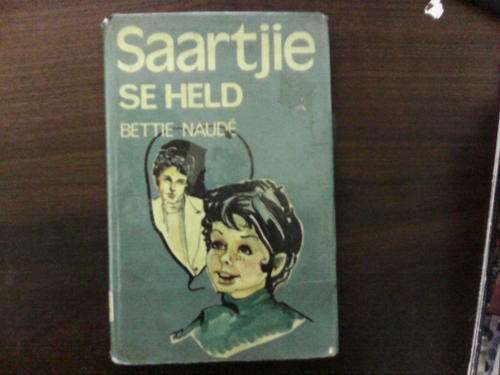 Saartjie
SE HELD
BETTIE NAUDÉ